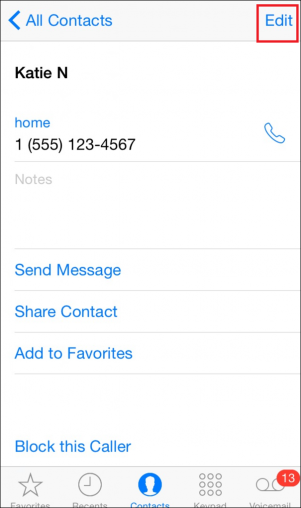 All Contacts Edit
Katie N
home
1 (555) 123-4567
Notes
Send Message
Share Contact
Add to Favorites
Block this Caller
13
Favorites Recents Contacts Keypad Voicemail